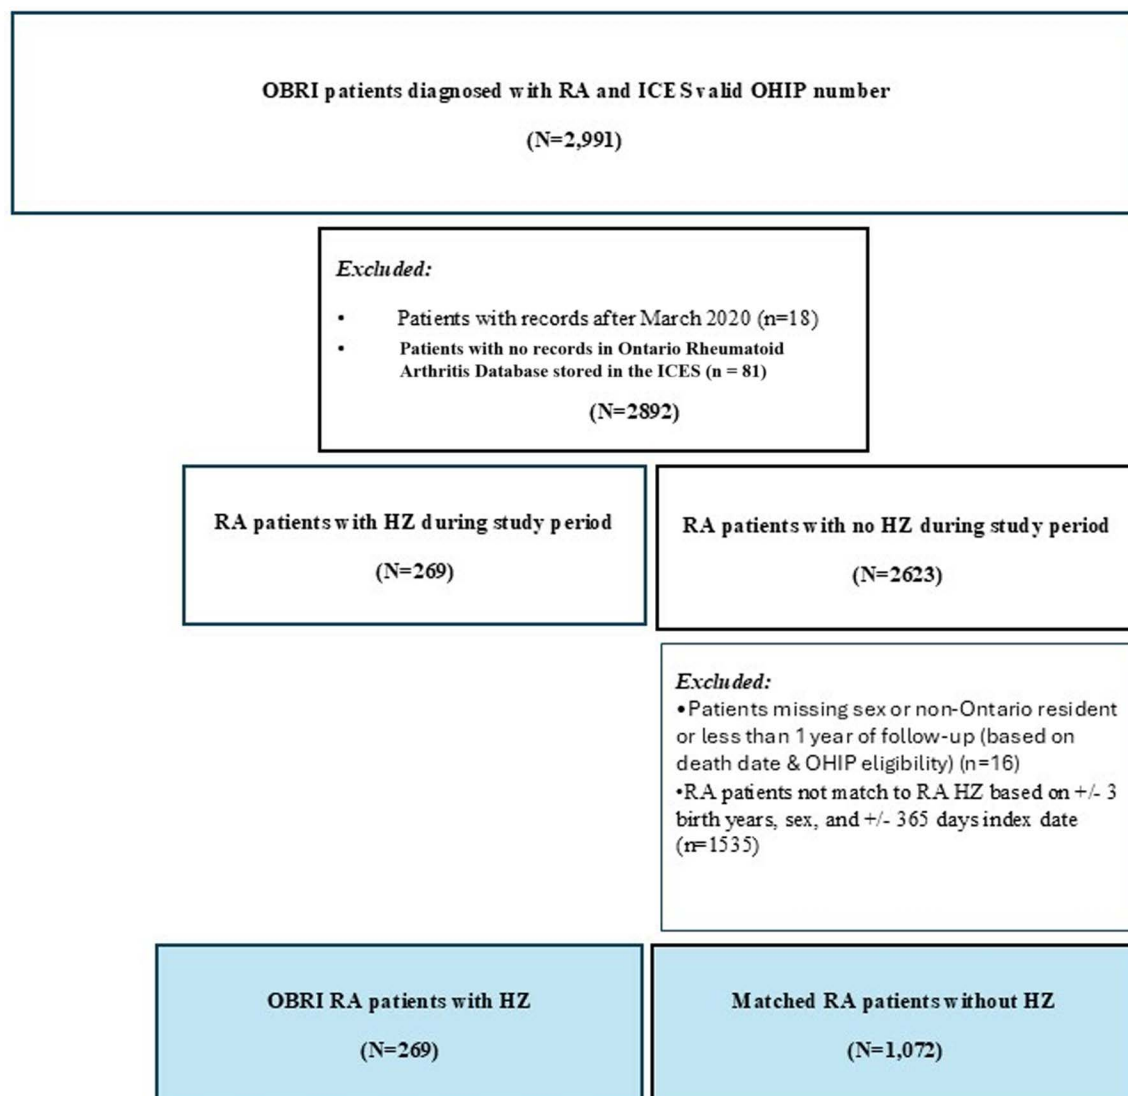 OBRI patients diagnosed with RA and ICES valid OHIP number
(N=2,991)
Excluded:
• Patients with records after March 2020 (n=18)
• Patients with no records in Ontario Rheumatoid
Arthritis Database stored in the ICES (n = 81)
(N=2892)
RA patients with HZ during study period
(N=269)
RA patients with no HZ during study period
(N=2623)
Excluded:
•Patients missing sex or non-Ontario resident
or less than 1 year of follow-up (based on
death date & OHIP eligibility) (n=16)
•RA patients not match to RA HZ based on +/- 3
birth years, sex, and +/- 365 days index date
(n=1535)
OBRI RA patients with HZ
(N=269)
Matched RA patients without HZ
(N=1,072)